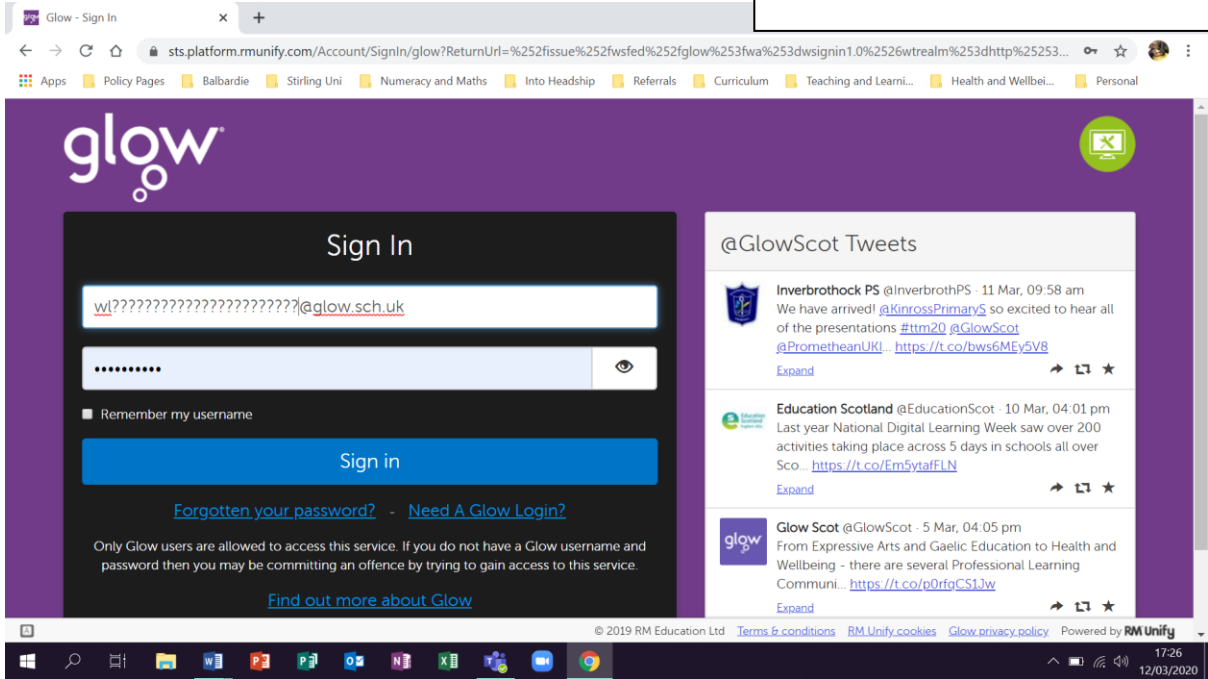 Glow - Sign In
sts.platform.rmunify.com/Account/SignIn/glow?ReturnUrl=%252fissue%252fwsfed%252fglow%253fwa%253dwsignin1.0%2526wtrealm%253dhttp%25253...
Apps Policy Pages Balbardie Stirling Uni Numeracy and Maths Into Headship Referrals Curriculum Teaching and Learni... Health and Wellbei... Personal
glow
Sign In
wl???????????????????????@glow.sch.uk
Remember my username
Sign in
Forgotten your password? - Need A Glow Login?
Only Glow users are allowed to access this service. If you do not have a Glow username and
password then you may be committing an offence by trying to gain access to this service.
Find out more about Glow
@GlowScot Tweets
Inverbrothock PS @InverbrothPS · 11 Mar, 09:58 am
We have arrived! @KinrossPrimaryS so excited to hear all
of the presentations #ttm20 @GlowScot
@PrometheanUKI... https://t.co/bws6MEy5V8
Expand
Education Scotland
Education Scotland @EducationScot · 10 Mar, 04:01 pm
Last year National Digital Learning Week saw over 200
activities taking place across 5 days in schools all over
Sco... https://t.co/Em5ytafFLN
Expand
glow
Glow Scot @GlowScot · 5 Mar, 04:05 pm
From Expressive Arts and Gaelic Education to Health and
Wellbeing - there are several Professional Learning
Communi... https://t.co/p0rfqCS1Jw
Expand
© 2019 RM Education Ltd Terms & conditions RM Unify cookies Glow privacy policy Powered by RM Unify
17:26
12/03/2020